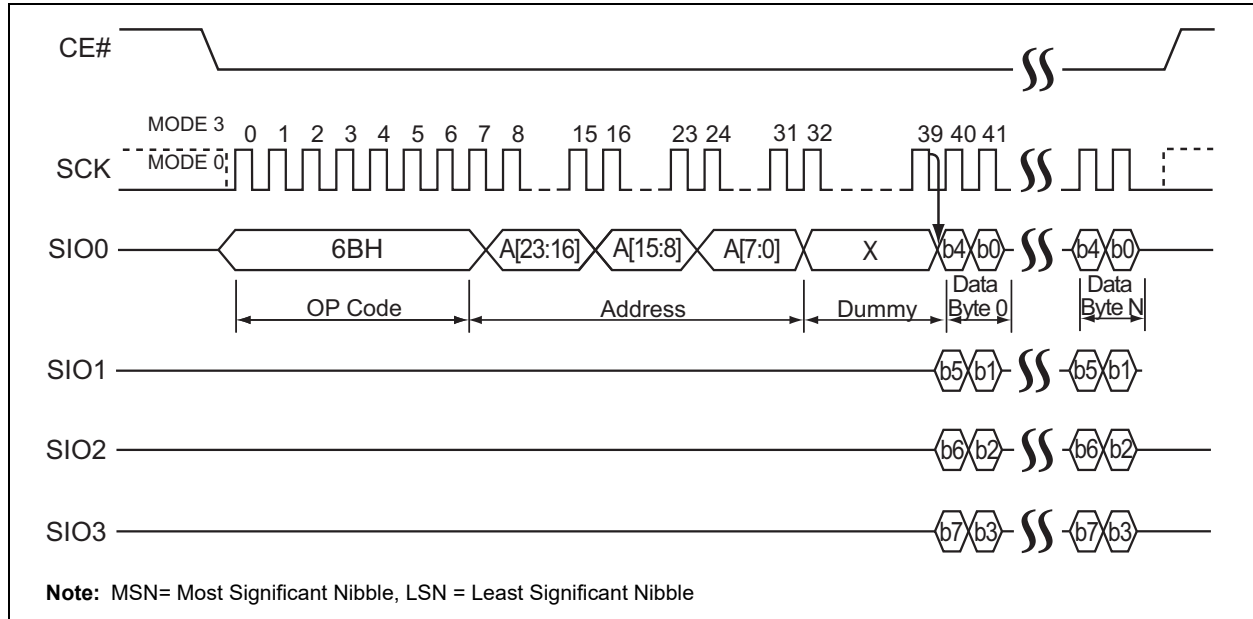 CE#
MODE 3
0 1 2 3 4 5 6 7 8 15 16 23 24 31 32 39 40 41
MODE 0
SCK
SIO0 6BH A[23:16] A[15:8] A[7:0] X b4 b0 b4 b0
OP Code Address Dummy Data Byte 0 Data Byte N
SIO1 b5 b1 b5 b1
SIO2 b6 b2 b6 b2
SIO3 b7 b3 b7 b3
Note: MSN= Most Significant Nibble, LSN = Least Significant Nibble